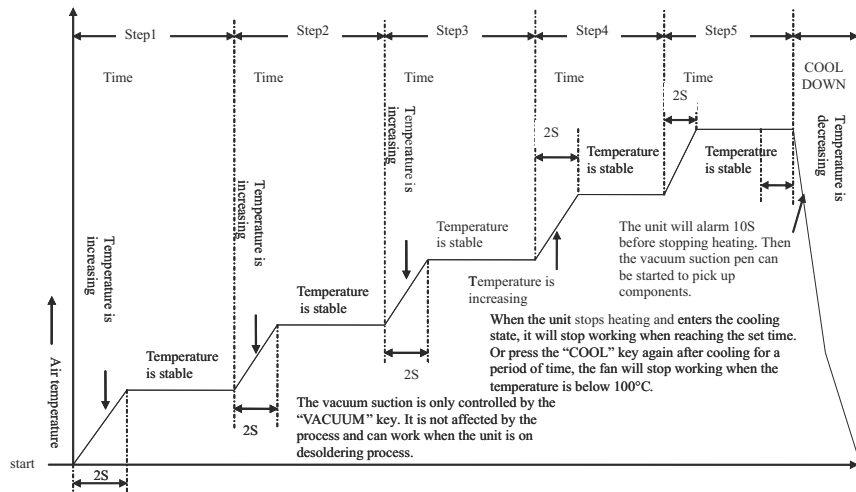 Step1
Step2
Step3
Step4
Step5
Time
Time
Time
Time
Time
COOL
DOWN
2S
2S
Temperature is
increasing
Temperature is
increasing
Temperature is
increasing
Temperature is
decreasing
Temperature
is stable
Temperature
is stable
Temperature
is stable
The unit will alarm 10S
before stopping heating. Then
the vacuum suction pen can
be started to pick up
components.
Temperature is
increasing
Temperature
is stable
When the unit stops heating and enters the cooling
state, it will stop working when reaching the set time.
Or press the “COOL” key again after cooling for a
period of time, the fan will stop working when the
temperature is below 100°C.
Temperature
is stable
2S
Air temperature
The vacuum suction is only controlled by the
“VACUUM” key. It is not affected by the
process and can work when the unit is on
desoldering process.
2S
start
2S